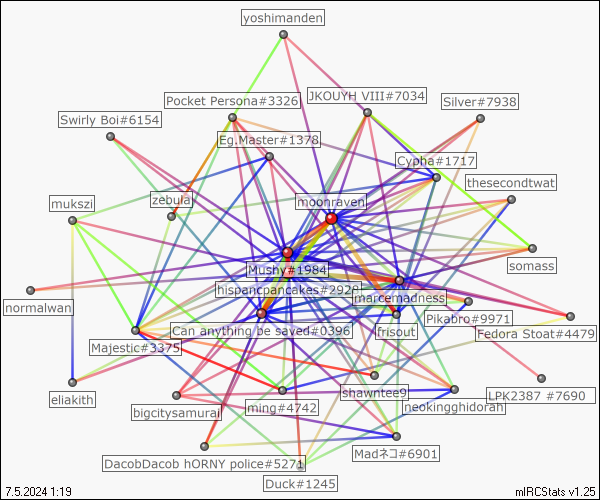 yoshimanden
Pocket Persona#3326
JKOUYH VIII#7034
Silver#7938
Swirly Boi#6154
Eg.Master#1378
Cypha#1717
thesecondtwat
mukszi
zebulai
moonraven
somass
Mushy#1984
hispancpancakes#2929
marcemadness
normalwan
Can anything be saved#0396
frisout
Pikabro#9971
Fedora Stoat#4479
Majestic#3375
eliakith
bigcitysamurai
ming#4742
shawntee9
neokingghidorah
LPK2387 #7690
DacobDacob hORNY police#5271
Madネコ#6901
Duck#1245
7.5.2024 1:19
mIRCStats v1.25